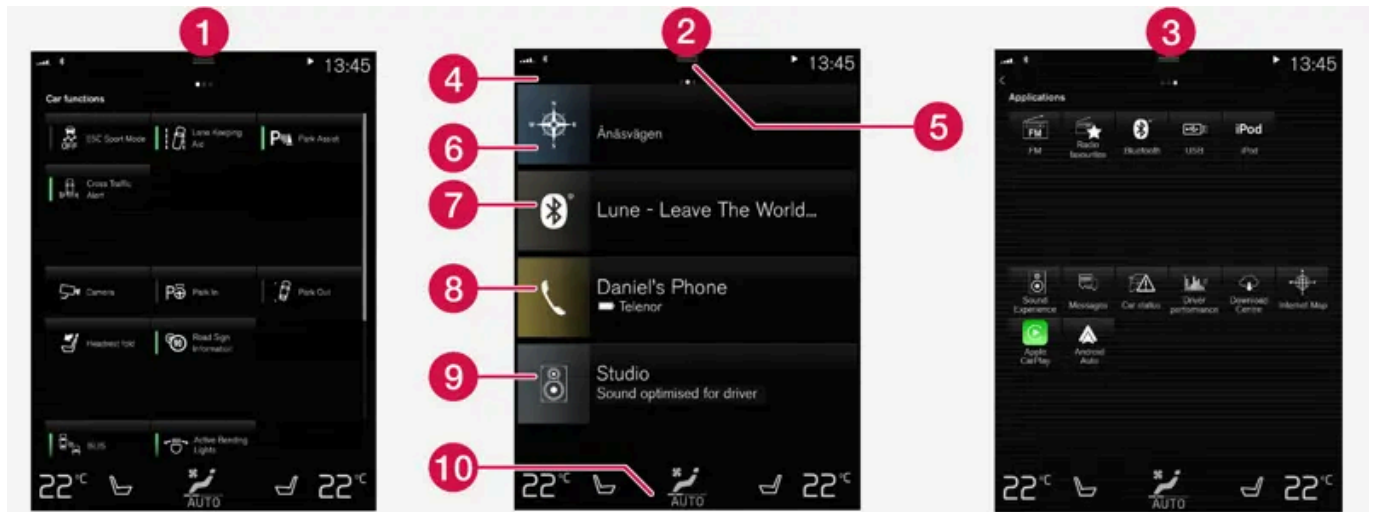 1
2
3
13:45
Car functions
ESC Sport Mode
OFF
Lane Keeping
Aid
Park Assist
Cross Traffic
Alert
Camera
Park In
Park Out
Headrest fold
Road Sign
Information
BLIS
Active Bending
Lights
22°C
AUTO
22°C
4
13:45
5
6
Änäsvägen
7
Lune - Leave The World...
8
Daniel's Phone
Telenor
9
Studio
Sound optimised for driver
10
22°C
AUTO
22°C
13:45
Applications
FM
iPod
FM
Radio
favourites
Bluetooth
USB
iPod
Sound
Experience
Messages
Car status
Driver
performance
Download
Centre
Internet Map
Apple
CarPlay
Android
Auto
22°C
AUTO
22°C